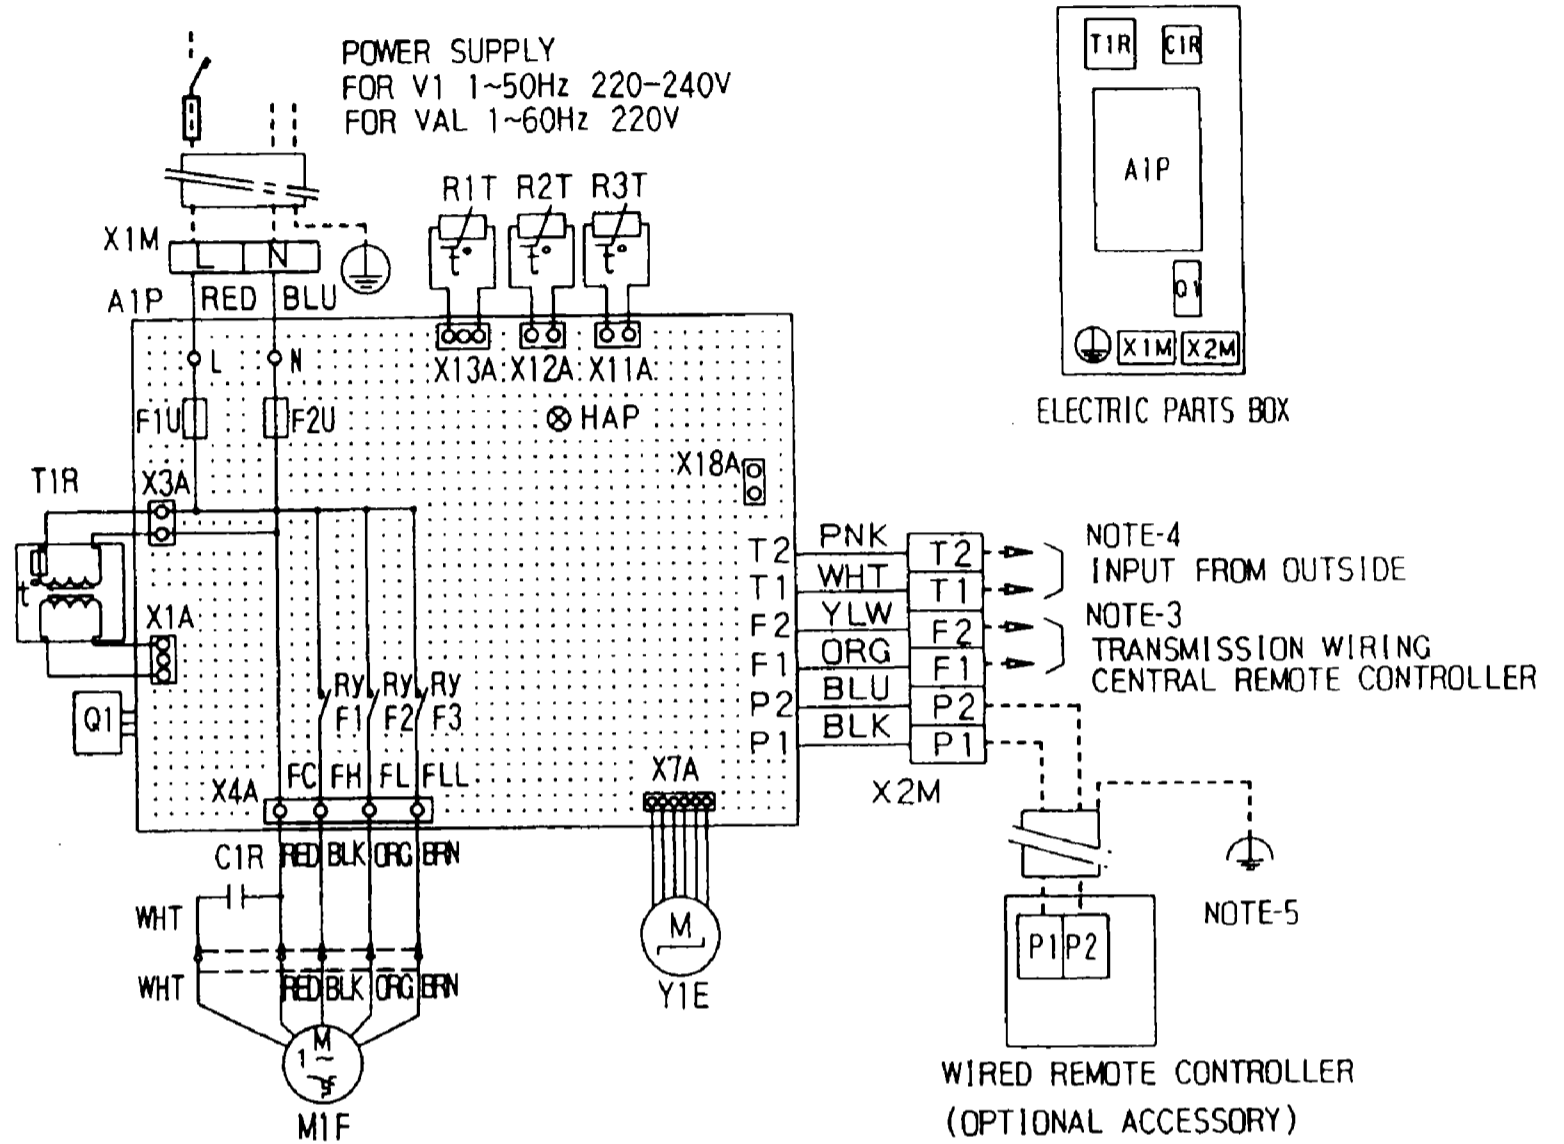 POWER SUPPLY
FOR V1 1~50Hz 220-240V
FOR VAL 1~60Hz 220V
T1R
C1R
A1P
Q1
X1M
X2M
ELECTRIC PARTS BOX
R1T R2T R3T
t° t° t°
X1M
L N
A1P RED BLU
L N
X13A X12A X11A
F1U F2U
HAP
X18A
T1R
X3A
t°
X1A
Q1
T2 PNK T2
T1 WHT T1
F2 YLW F2
F1 ORG F1
P2 BLU P2
P1 BLK P1
X2M
NOTE-4
INPUT FROM OUTSIDE
NOTE-3
TRANSMISSION WIRING
CENTRAL REMOTE CONTROLLER
Ry Ry Ry
F1 F2 F3
FC FH FL FLL
X4A
X7A
C1R RED BLK ORG BRN
WHT
WHT RED BLK ORG BRN
M
1~
M1F
M
Y1E
NOTE-5
P1 P2
WIRED REMOTE CONTROLLER
(OPTIONAL ACCESSORY)